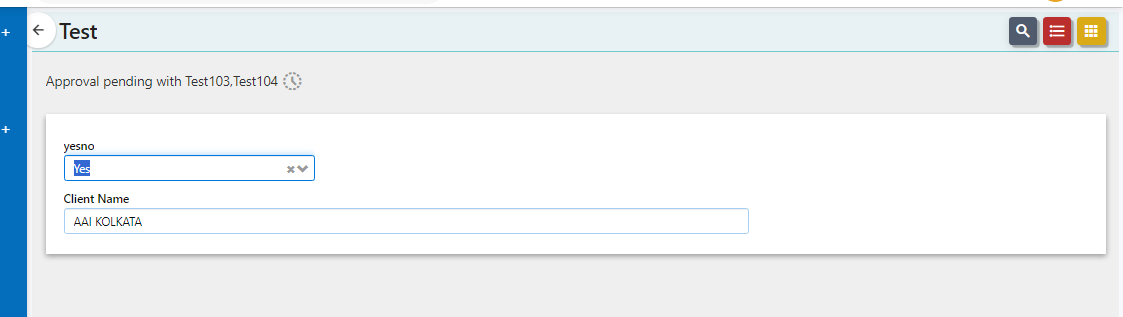 Test
Approval pending with Test103,Test104
yesno
Yes
Client Name
AAI KOLKATA